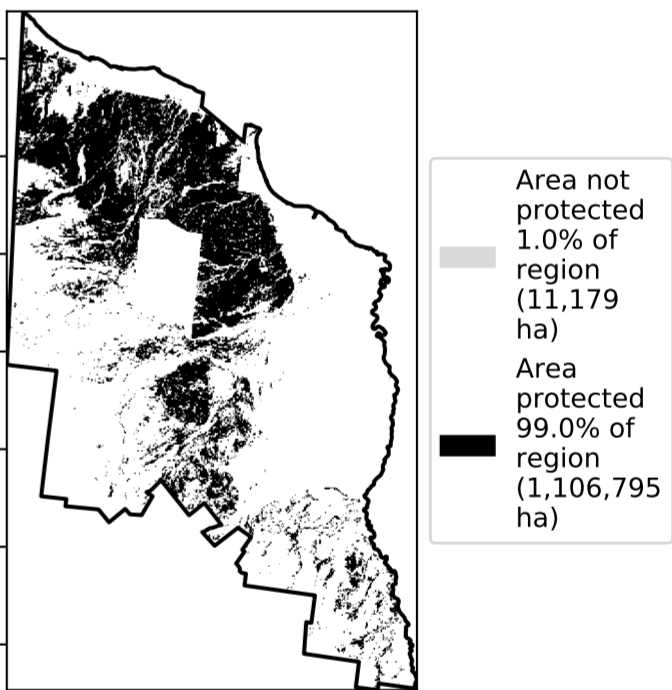 Area not
protected
1.0% of
region
(11,179
ha)
Area
protected
99.0% of
region
(1,106,795
ha)